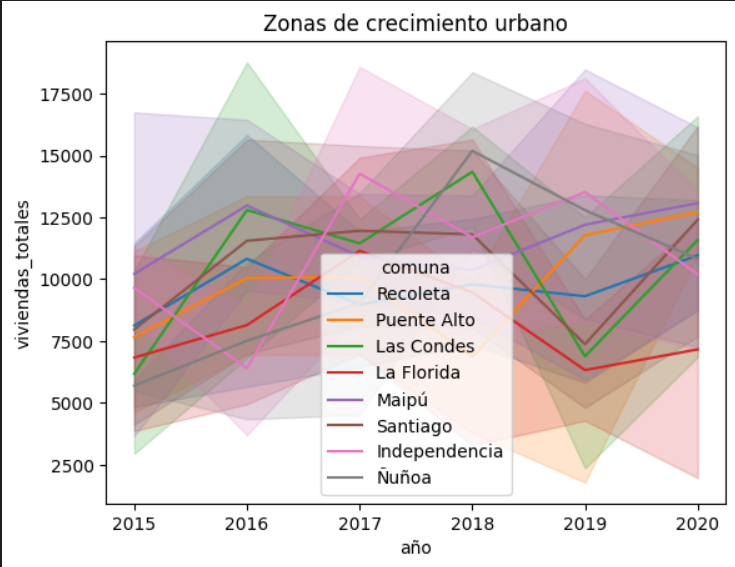 Zonas de crecimiento urbano
viviendas_totales
17500
15000
12500
10000
7500
5000
2500
comuna
Recoleta
Puente Alto
Las Condes
La Florida
Maipú
Santiago
Independencia
Ñuñoa
2015 2016 2017 2018 2019 2020
año